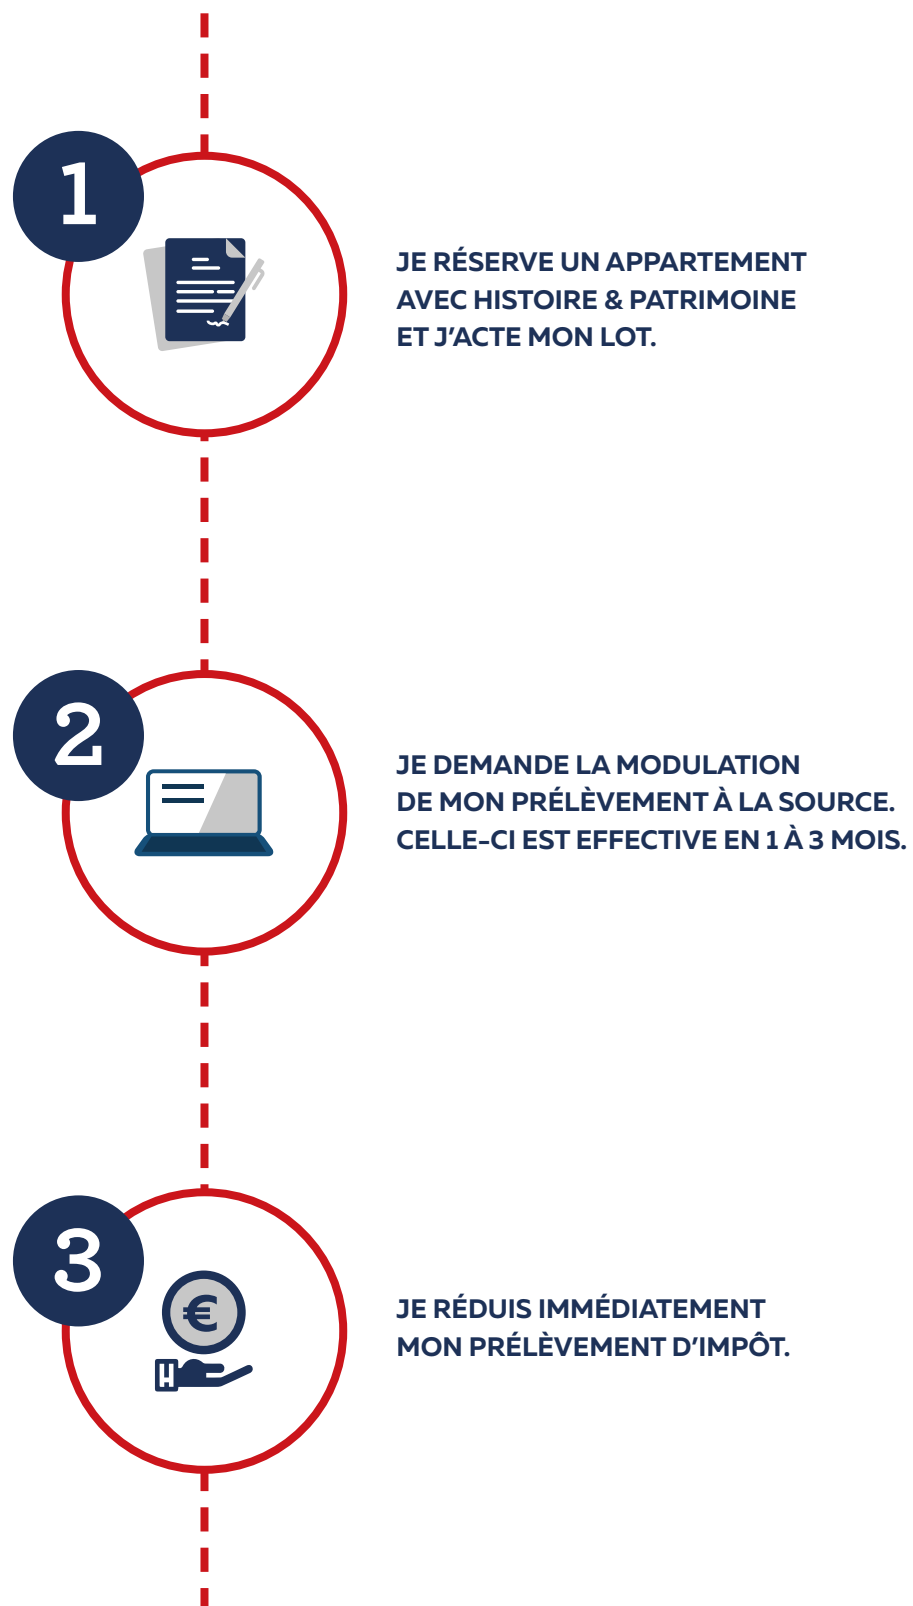 1
JE RÉSERVE UN APPARTEMENT
AVEC HISTOIRE & PATRIMOINE
ET J'ACTE MON LOT.
2
JE DEMANDE LA MODULATION
DE MON PRÉLÈVEMENT À LA SOURCE.
CELLE-CI EST EFFECTIVE EN 1 À 3 MOIS.
3
€
JE RÉDUIS IMMÉDIATEMENT
MON PRÉLÈVEMENT D'IMPÔT.